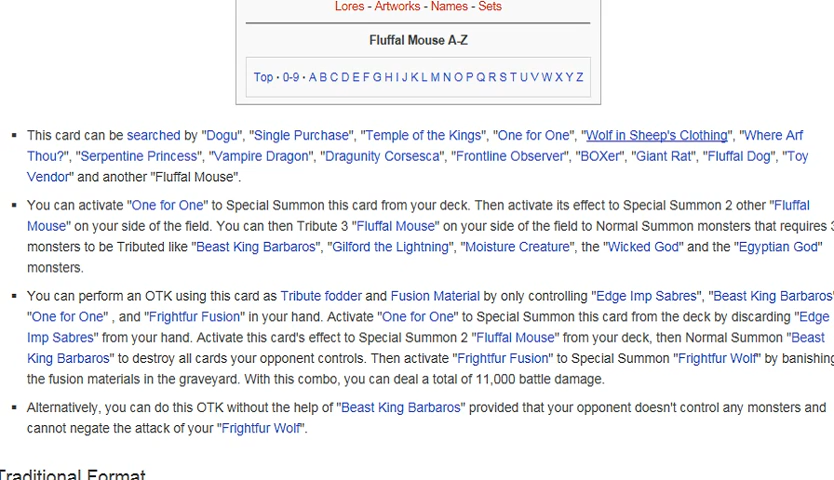 Lores - Artworks - Names - Sets
Fluffal Mouse A-Z
Top · 0-9 · A B C D E F G H I J K L M N O P Q R S T U V W X Y Z
▪ This card can be searched by "Dogu", "Single Purchase", "Temple of the Kings", "One for One", "Wolf in Sheep's Clothing", "Where Arf
Thou?", "Serpentine Princess", "Vampire Dragon", "Dragunity Corsesca", "Frontline Observer", "BOXer", "Giant Rat", "Fluffal Dog", "Toy
Vendor" and another "Fluffal Mouse".
▪ You can activate "One for One" to Special Summon this card from your deck. Then activate its effect to Special Summon 2 other "Fluffal
Mouse" on your side of the field. You can then Tribute 3 "Fluffal Mouse" on your side of the field to Normal Summon monsters that requires 3
monsters to be Tributed like "Beast King Barbaros", "Gilford the Lightning", "Moisture Creature", the "Wicked God" and the "Egyptian God"
monsters.
▪ You can perform an OTK using this card as Tribute fodder and Fusion Material by only controlling "Edge Imp Sabres", "Beast King Barbaros"
"One for One" , and "Frightfur Fusion" in your hand. Activate "One for One" to Special Summon this card from the deck by discarding "Edge
Imp Sabres" from your hand. Activate this card's effect to Special Summon 2 "Fluffal Mouse" from your deck, then Normal Summon "Beast
King Barbaros" to destroy all cards your opponent controls. Then activate "Frightfur Fusion" to Special Summon "Frightfur Wolf" by banishing
the fusion materials in the graveyard. With this combo, you can deal a total of 11,000 battle damage.
▪ Alternatively, you can do this OTK without the help of "Beast King Barbaros" provided that your opponent doesn't control any monsters and
cannot negate the attack of your "Frightfur Wolf".
Traditional Format